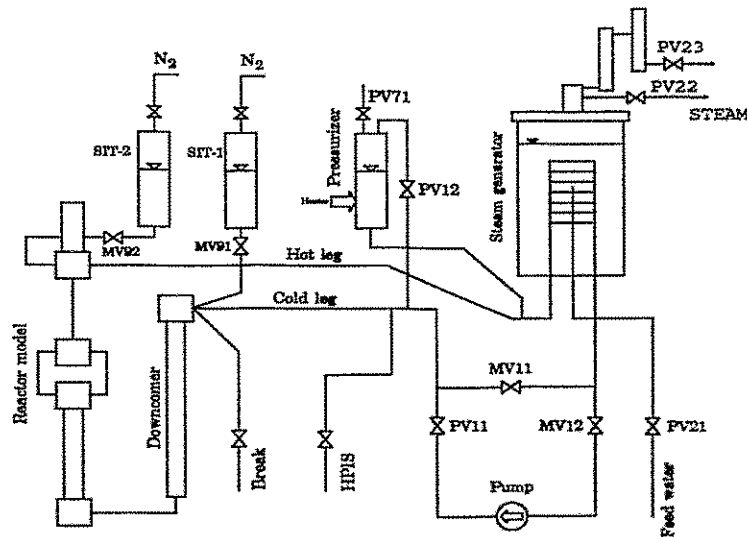 N2
N2
PV23
PV22
STEAM
PV71
SIT-2
SIT-1
Pressurizer
Heater
PV12
Steam generator
MV92
MV91
Hot leg
Cold leg
Reactor model
Downcomer
MV11
PV11
MV12
PV21
Break
HPIS
Pump
Feed water